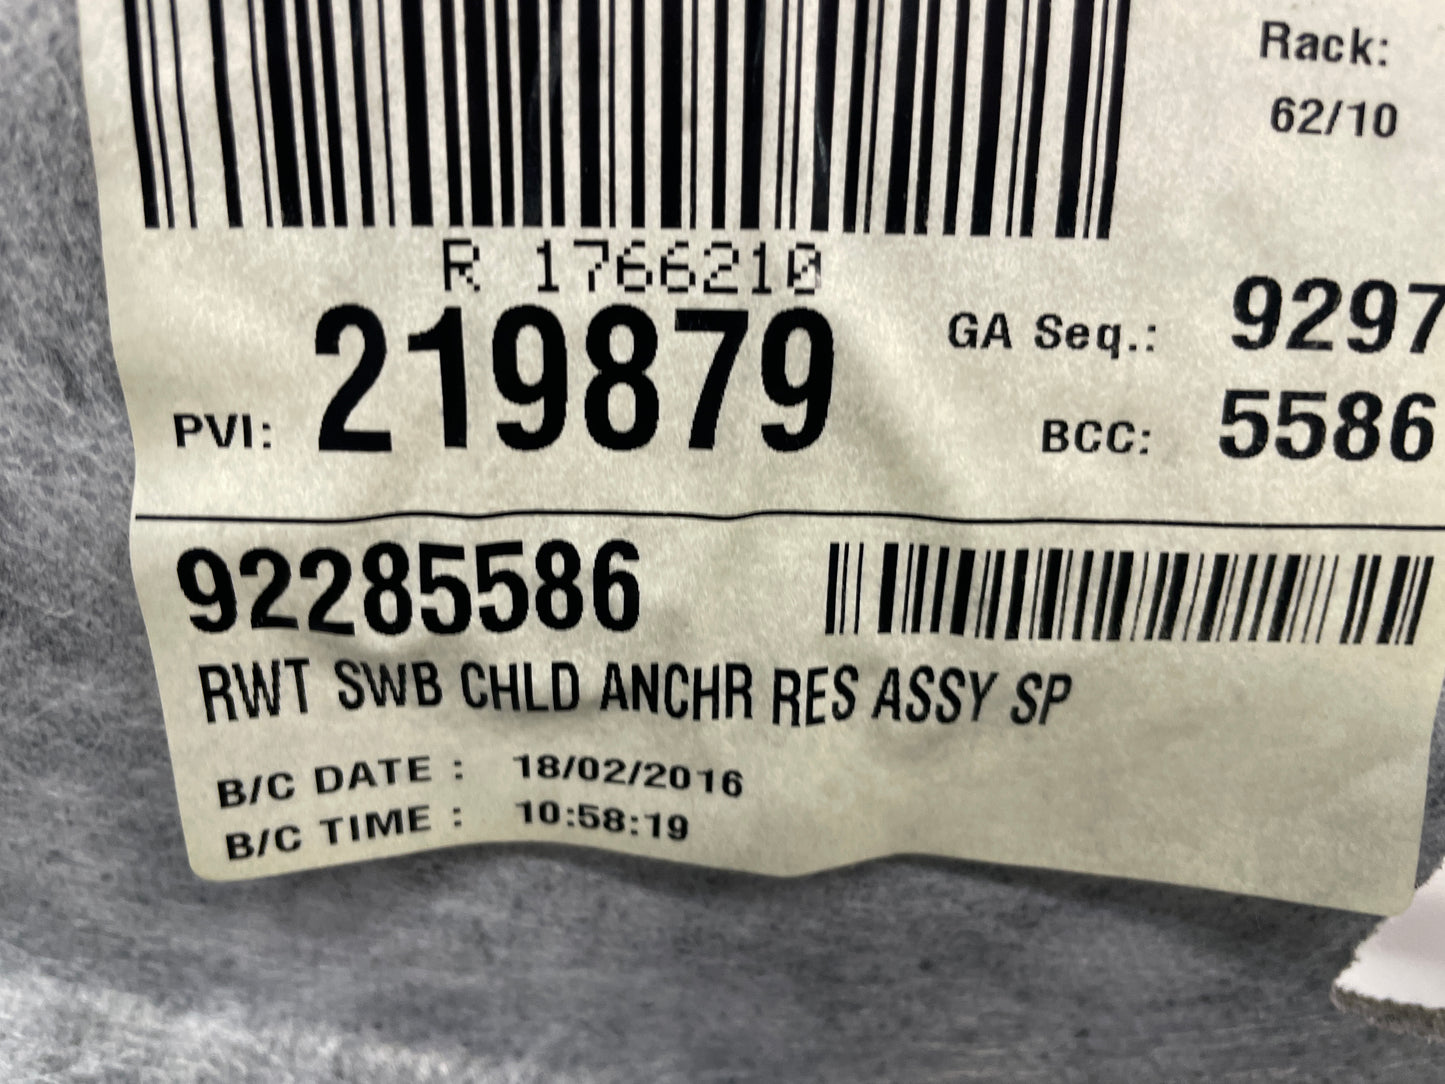 Rack:
62/10
R 1766210
PVI: 219879
GA Seq.: 9297
BCC: 5586
92285586
RWT SWB CHLD ANCHR RES ASSY SP
B/C DATE : 18/02/2016
B/C TIME : 10:58:19